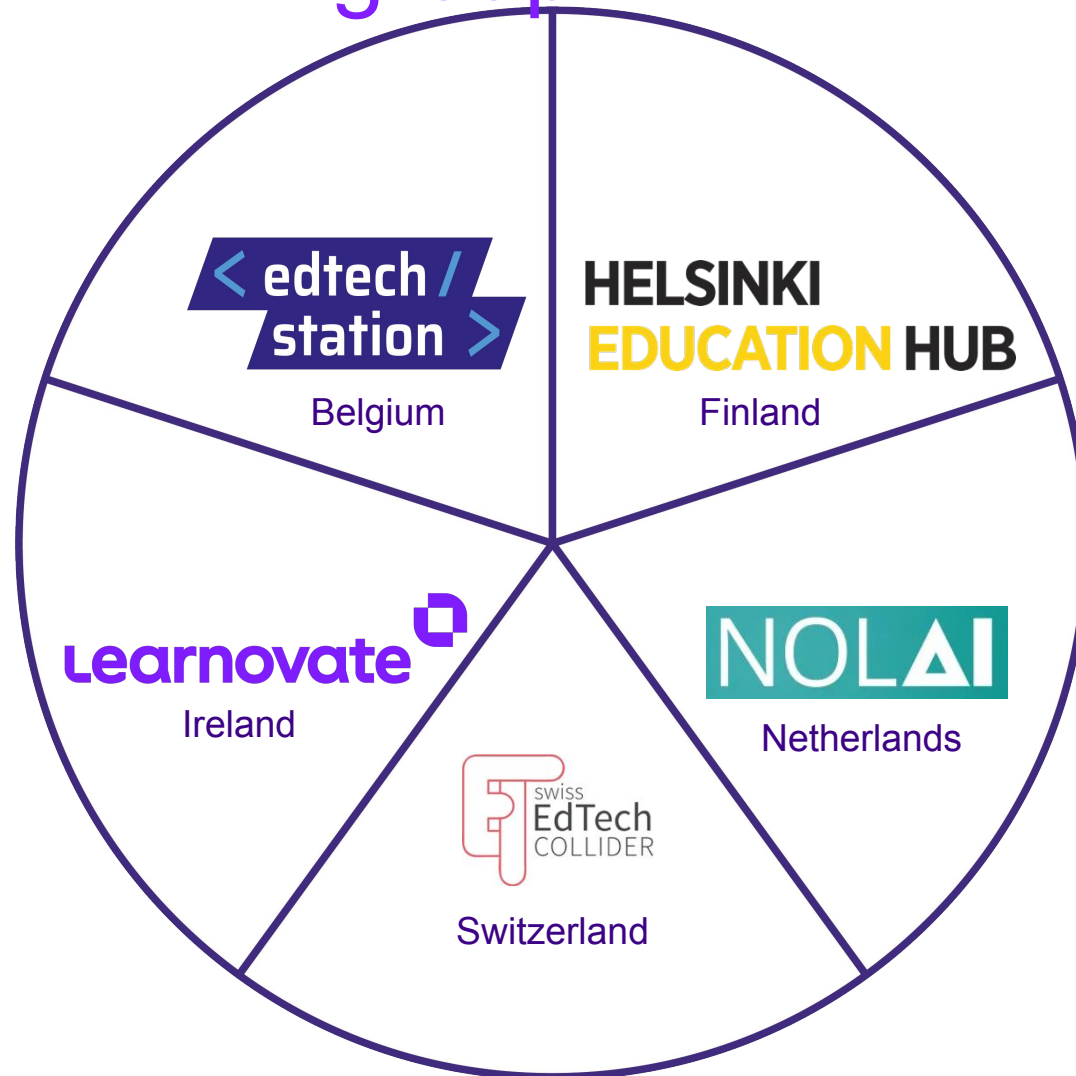 < edtech /
station >
Belgium
HELSINKI
EDUCATION HUB
Finland
Learnovate
Ireland
NOLAI
Netherlands
swiss
EdTech
COLLIDER
Switzerland